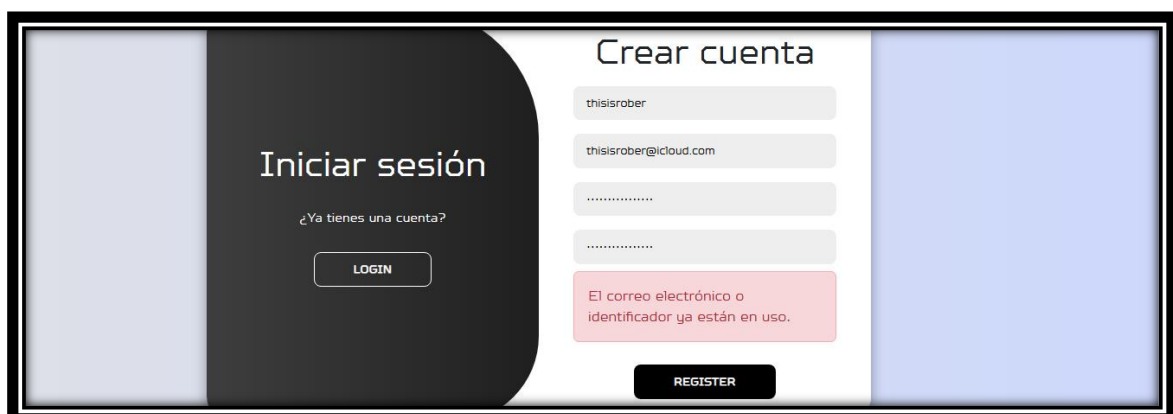 Iniciar sesión
¿Ya tienes una cuenta?
LOGIN
Crear cuenta
thisisrober
thisisrober@icloud.com
················
················
El correo electrónico o
identificador ya están en uso.
REGISTER